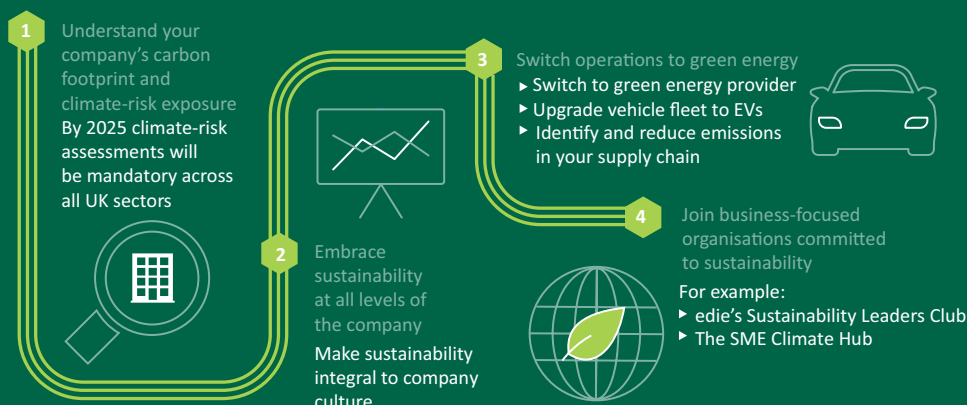 1
Understand your
company's carbon
footprint and
climate-risk exposure
By 2025 climate-risk
assessments will
be mandatory across
all UK sectors
2
Embrace
sustainability
at all levels of
the company
Make sustainability
integral to company
culture
3
Switch operations to green energy
▸ Switch to green energy provider
▸ Upgrade vehicle fleet to EVs
▸ Identify and reduce emissions
in your supply chain
4
Join business-focused
organisations committed
to sustainability
For example:
▸ edie's Sustainability Leaders Club
▸ The SME Climate Hub